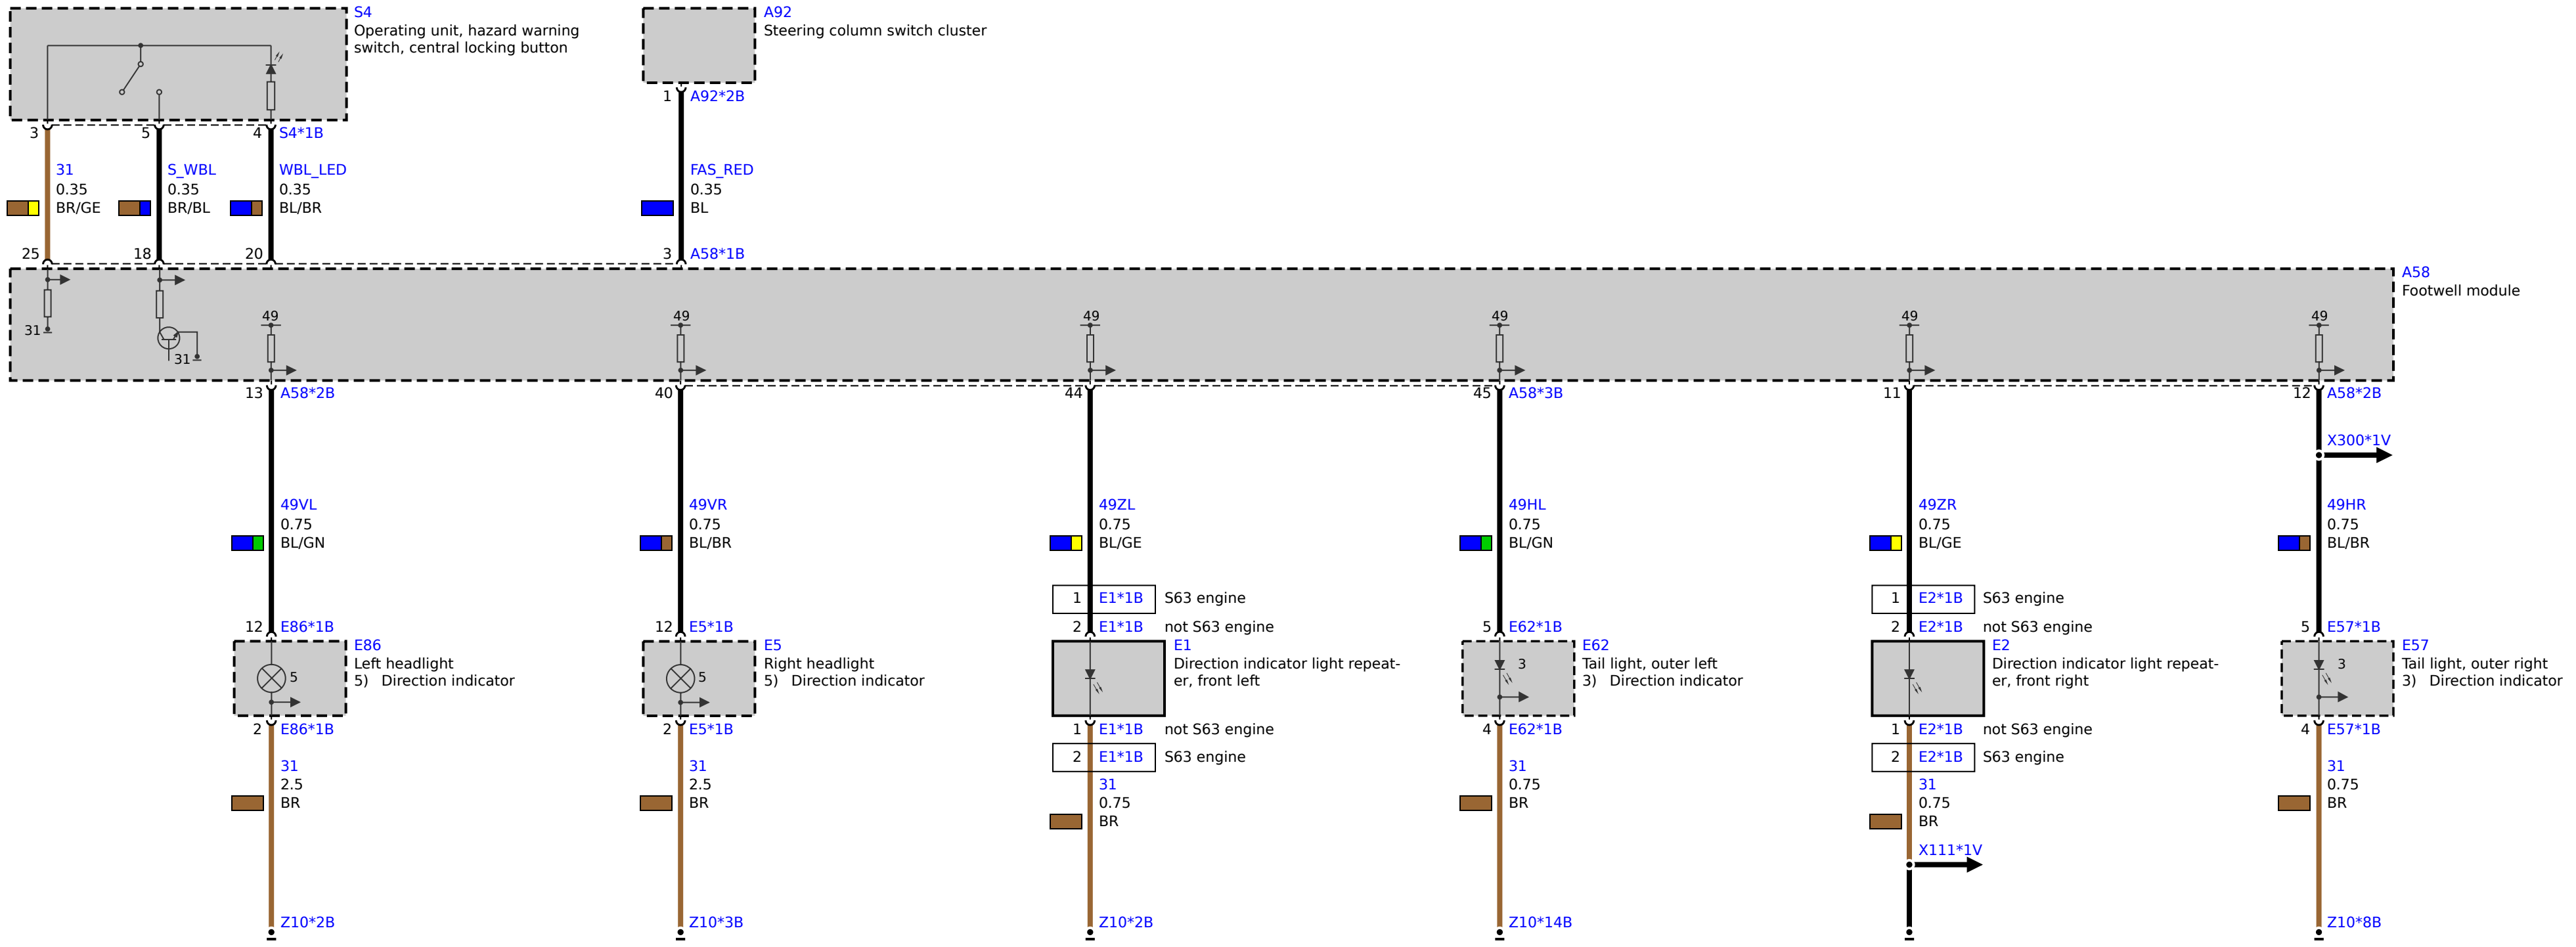 S4
Operating unit, hazard warning
switch, central locking button
A92
Steering column switch cluster
1 A92*2B
3 5 4 S4*1B
31 S_WBL WBL_LED FAS_RED
0.35 0.35 0.35 0.35
BR/GE BR/BL BL/BR BL
25 18 20 3 A58*1B
A58
Footwell module
49 49 49 49 49 49
31
31
13 A58*2B 40 44 45 A58*3B 11 12 A58*2B
X300*1V
49VL 49VR 49ZL 49HL 49ZR 49HR
0.75 0.75 0.75 0.75 0.75 0.75
BL/GN BL/BR BL/GE BL/GN BL/GE BL/BR
1 E1*1B S63 engine 1 E2*1B S63 engine
12 E86*1B 12 E5*1B 2 E1*1B not S63 engine 5 E62*1B 2 E2*1B not S63 engine 5 E57*1B
E86
Left headlight
5) Direction indicator
5
E5
Right headlight
5) Direction indicator
5
E1
Direction indicator light repeat-
er, front left
E62
Tail light, outer left
3) Direction indicator
3
E2
Direction indicator light repeat-
er, front right
E57
Tail light, outer right
3) Direction indicator
3
2 E86*1B 2 E5*1B 1 E1*1B not S63 engine 4 E62*1B 1 E2*1B not S63 engine 4 E57*1B
2 E1*1B S63 engine 2 E2*1B S63 engine
31 31 31 31 31 31
2.5 2.5 0.75 0.75 0.75 0.75
BR BR BR BR BR BR
X111*1V
Z10*2B Z10*3B Z10*2B Z10*14B Z10*8B